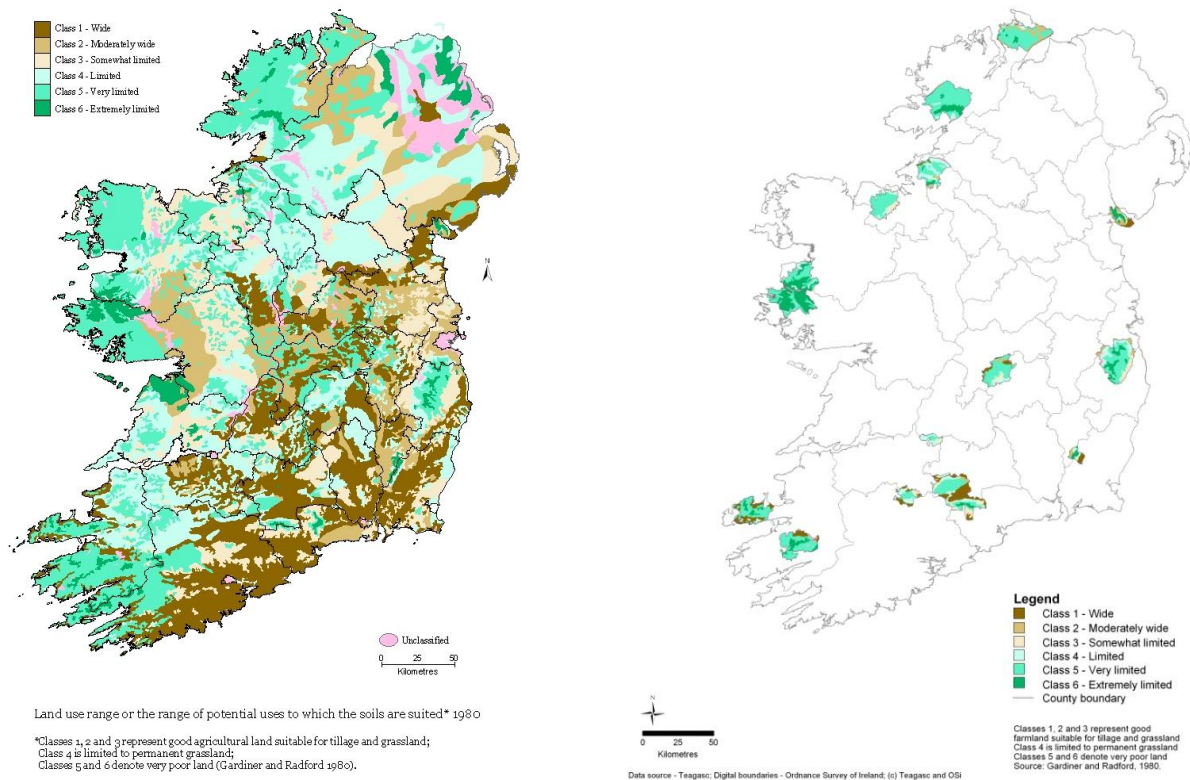 Class 1 - Wide
Class 2 - Moderately wide
Class 3 - Somewhat limited
Class 4 - Limited
Class 5 - Very limited
Class 6 - Extremely limited
N
Unclassified
0 25 50
Kilometres
Land use range or the range of potential uses to which the soils are suited* 1980
*Classes 1, 2 and 3 represent good agricultural land suitable for tillage and grassland;
Class 4 is limited to permanent grassland;
Classes 5 and 6 denote very poor land (Gardiner and Radford 1980).
Legend
Class 1 - Wide
Class 2 - Moderately wide
Class 3 - Somewhat limited
Class 4 - Limited
Class 5 - Very limited
Class 6 - Extremely limited
County boundary
N
0 25 50
Kilometres
Classes 1, 2 and 3 represent good
farmland suitable for tillage and grassland
Class 4 is limited to permanent grassland
Classes 5 and 6 denote very poor land
Source: Gardiner and Radford, 1980.
Data source - Teagasc; Digital boundaries - Ordnance Survey of Ireland; (c) Teagasc and OSi